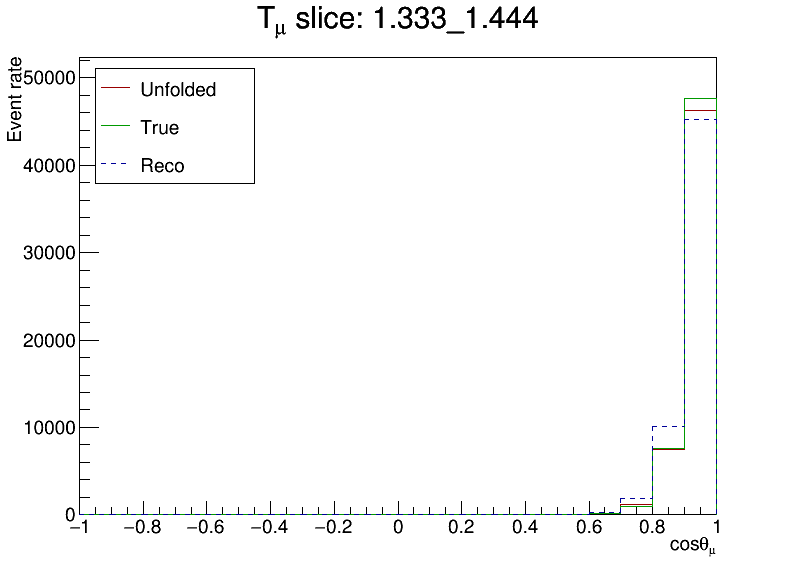 Tμ slice: 1.333_1.444
Event rate
50000
40000
30000
20000
10000
0
Unfolded
True
Reco
−1 −0.8 −0.6 −0.4 −0.2 0 0.2 0.4 0.6 0.8 1
cosθμ